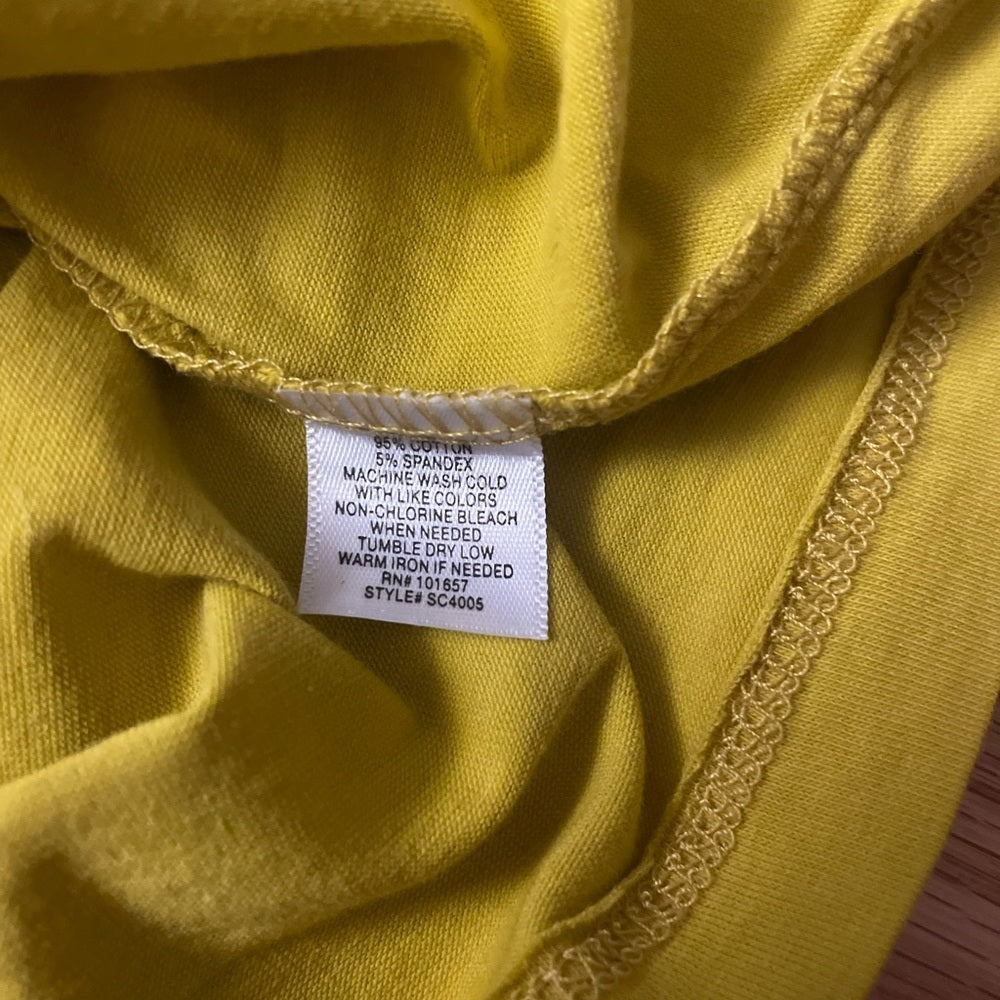 95% COTTON
5% SPANDEX
MACHINE WASH COLD
WITH LIKE COLORS
NON-CHLORINE BLEACH
WHEN NEEDED
TUMBLE DRY LOW
WARM IRON IF NEEDED
RN# 101657
STYLE# SC4005